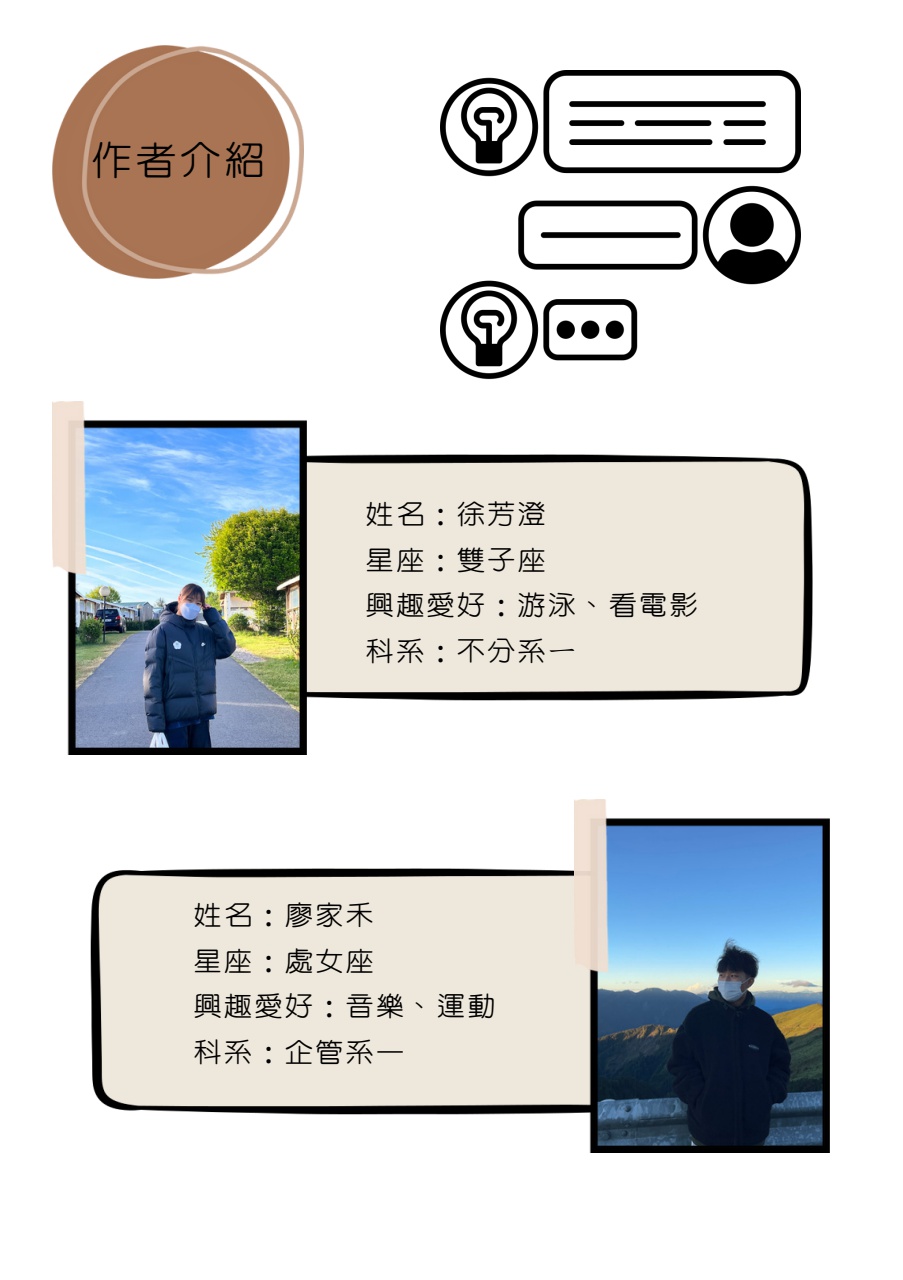 作者介紹
姓名：徐芳澄
星座：雙子座
興趣愛好：游泳、看電影
科系：不分系一
姓名：廖家禾
星座：處女座
興趣愛好：音樂、運動
科系：企管系一